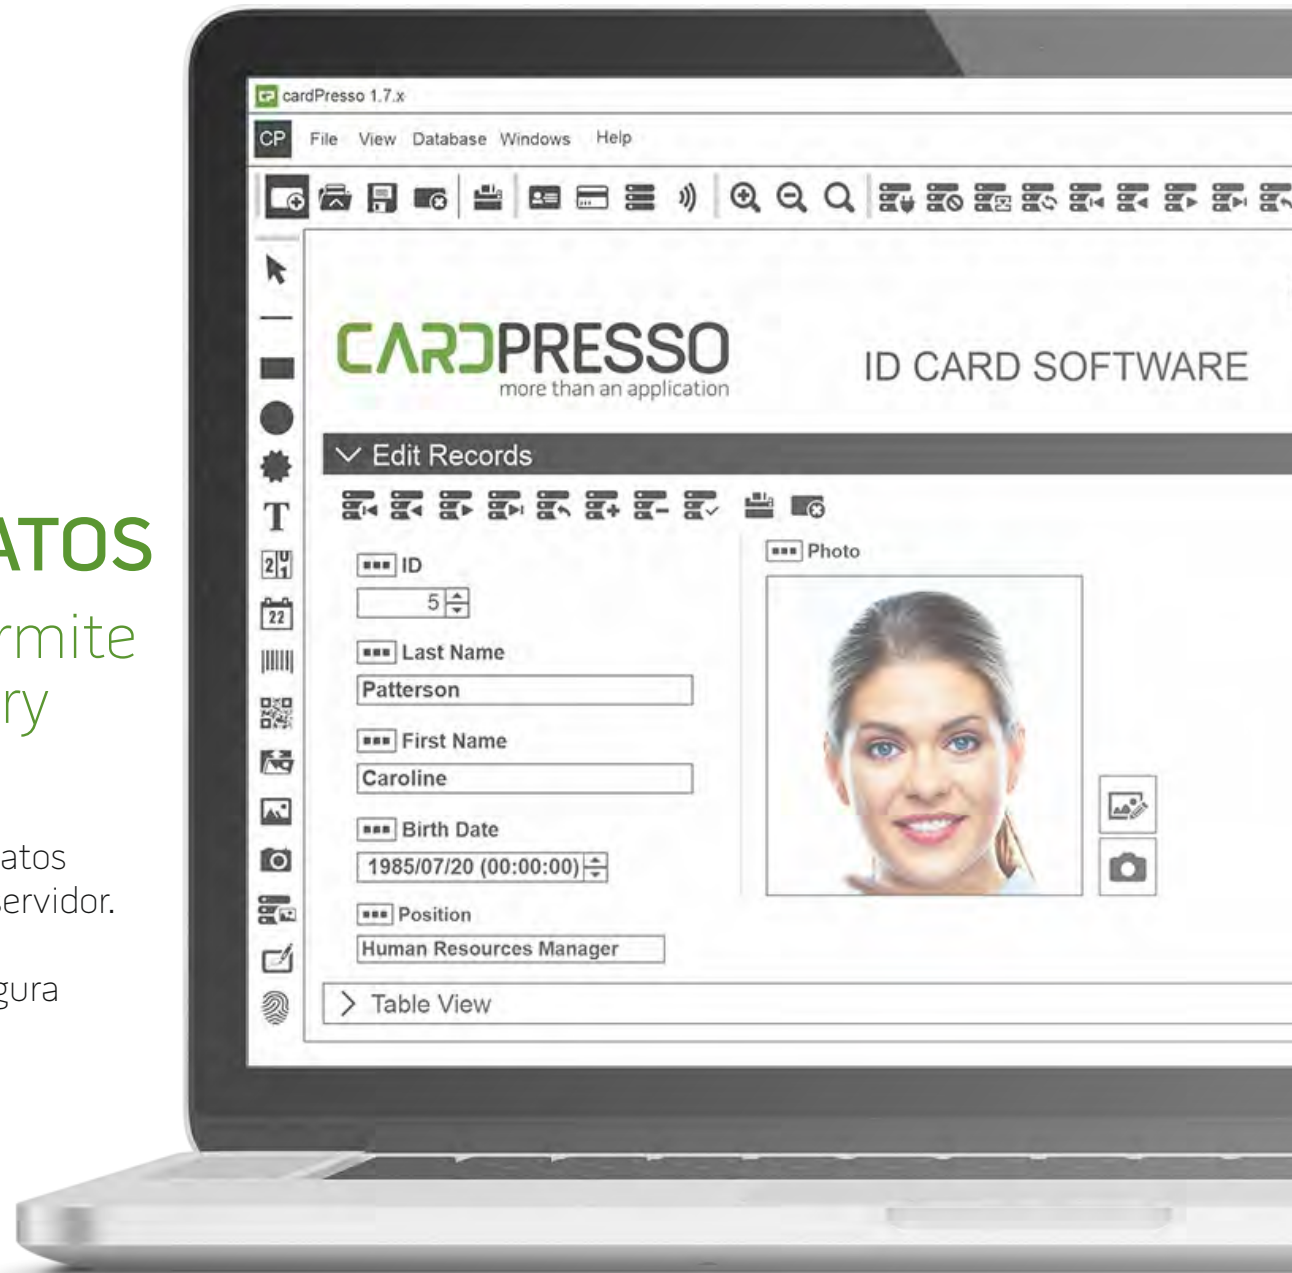 cardPresso 1.7.x
CP File View Database Windows Help
CARDPRESSO
more than an application
ID CARD SOFTWARE
Edit Records
ATOS
rmite
ry
atos
servidor.
gura
T
22
ID
5
Last Name
Patterson
First Name
Caroline
Birth Date
1985/07/20 (00:00:00)
Position
Human Resources Manager
Photo
Table View